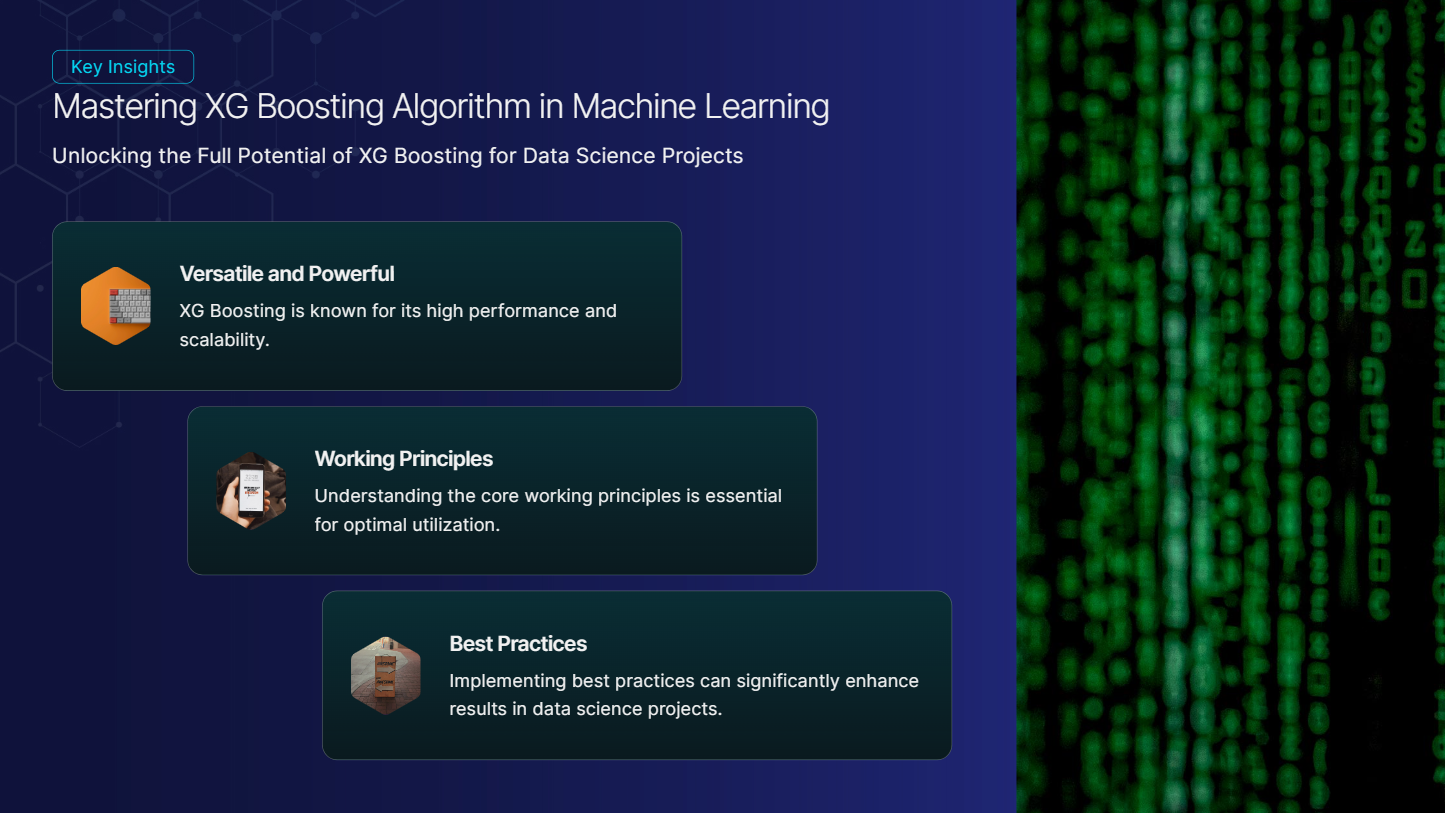 Key Insights
Mastering XG Boosting Algorithm in Machine Learning
Unlocking the Full Potential of XG Boosting for Data Science Projects
Versatile and Powerful
XG Boosting is known for its high performance and
scalability.
Working Principles
Understanding the core working principles is essential
for optimal utilization.
Best Practices
Implementing best practices can significantly enhance
results in data science projects.